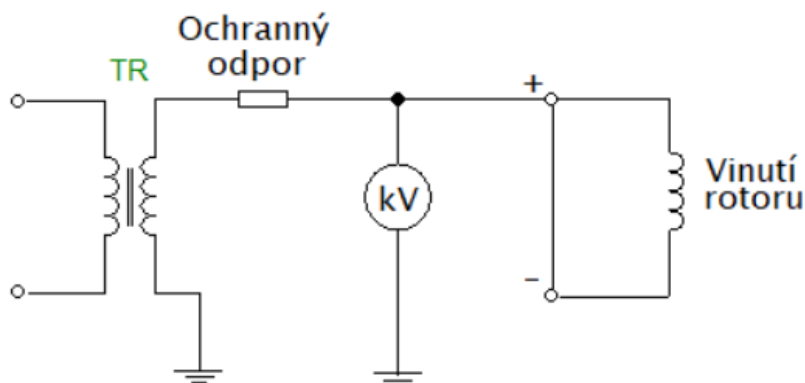 Ochranný
odpor
TR
+
kV
Vinutí
rotoru
-